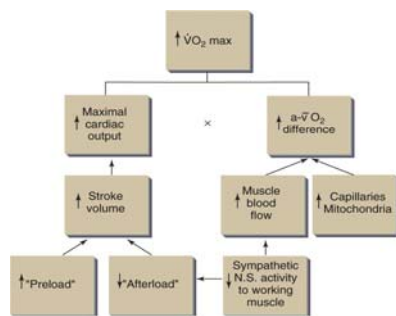 ↑ V̇O₂ max
↑ Maximal
cardiac
output
×
↑ a-v̅ O₂
difference
↑ Stroke
volume
↑ Muscle
blood
flow
↑ Capillaries
Mitochondria
↑ "Preload"
↓ "Afterload"
↓ Sympathetic
N.S. activity
to working
muscle